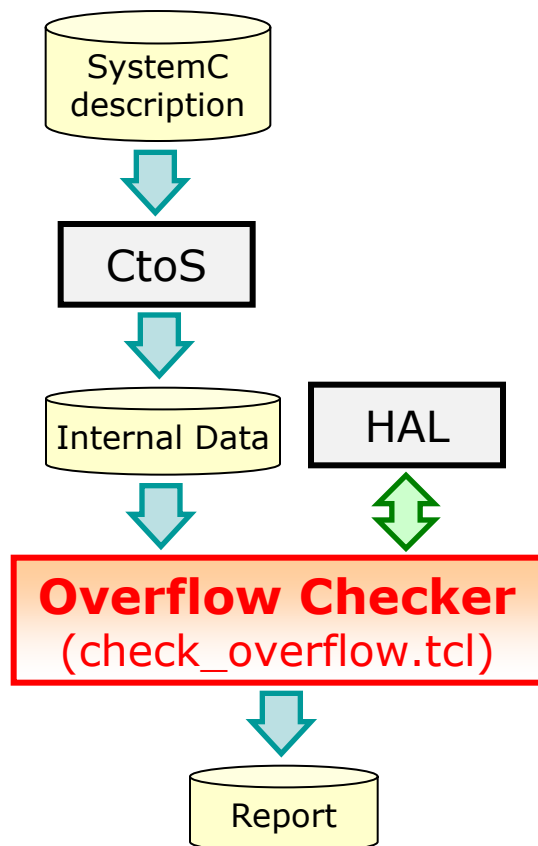 SystemC
description
CtoS
Internal Data
HAL
Overflow Checker
(check_overflow.tcl)
Report